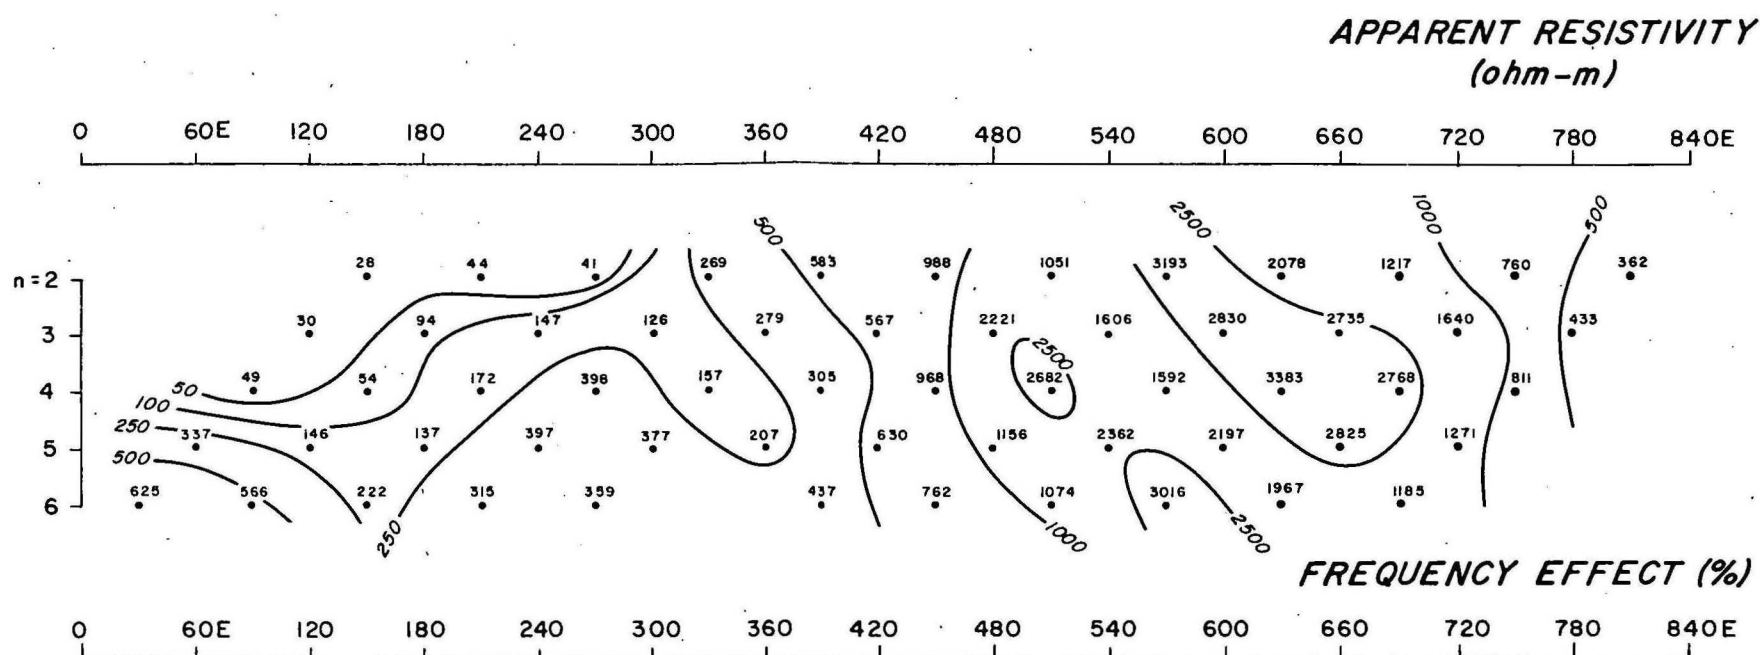 APPARENT RESISTIVITY
(ohm-m)
0 60E 120 180 240 300 360 420 480 540 600 660 720 780 840E
500 2500 1000 500
n=2 28 44 41 269 583 988 1051 3193 2078 1217 760 362
3 30 94 147 126 279 567 2221 1606 2830 2735 1640 433
2500
4 50 49 54 172 398 157 305 968 2682 1592 3383 2768 811
100
5 250 337 146 137 397 377 207 630 1156 2362 2197 2825 1271
500
6 625 566 222 315 399 437 762 1074 3016 1967 1185
250 1000 2500
FREQUENCY EFFECT (%)
0 60E 120 180 240 300 360 420 480 540 600 660 720 780 840E